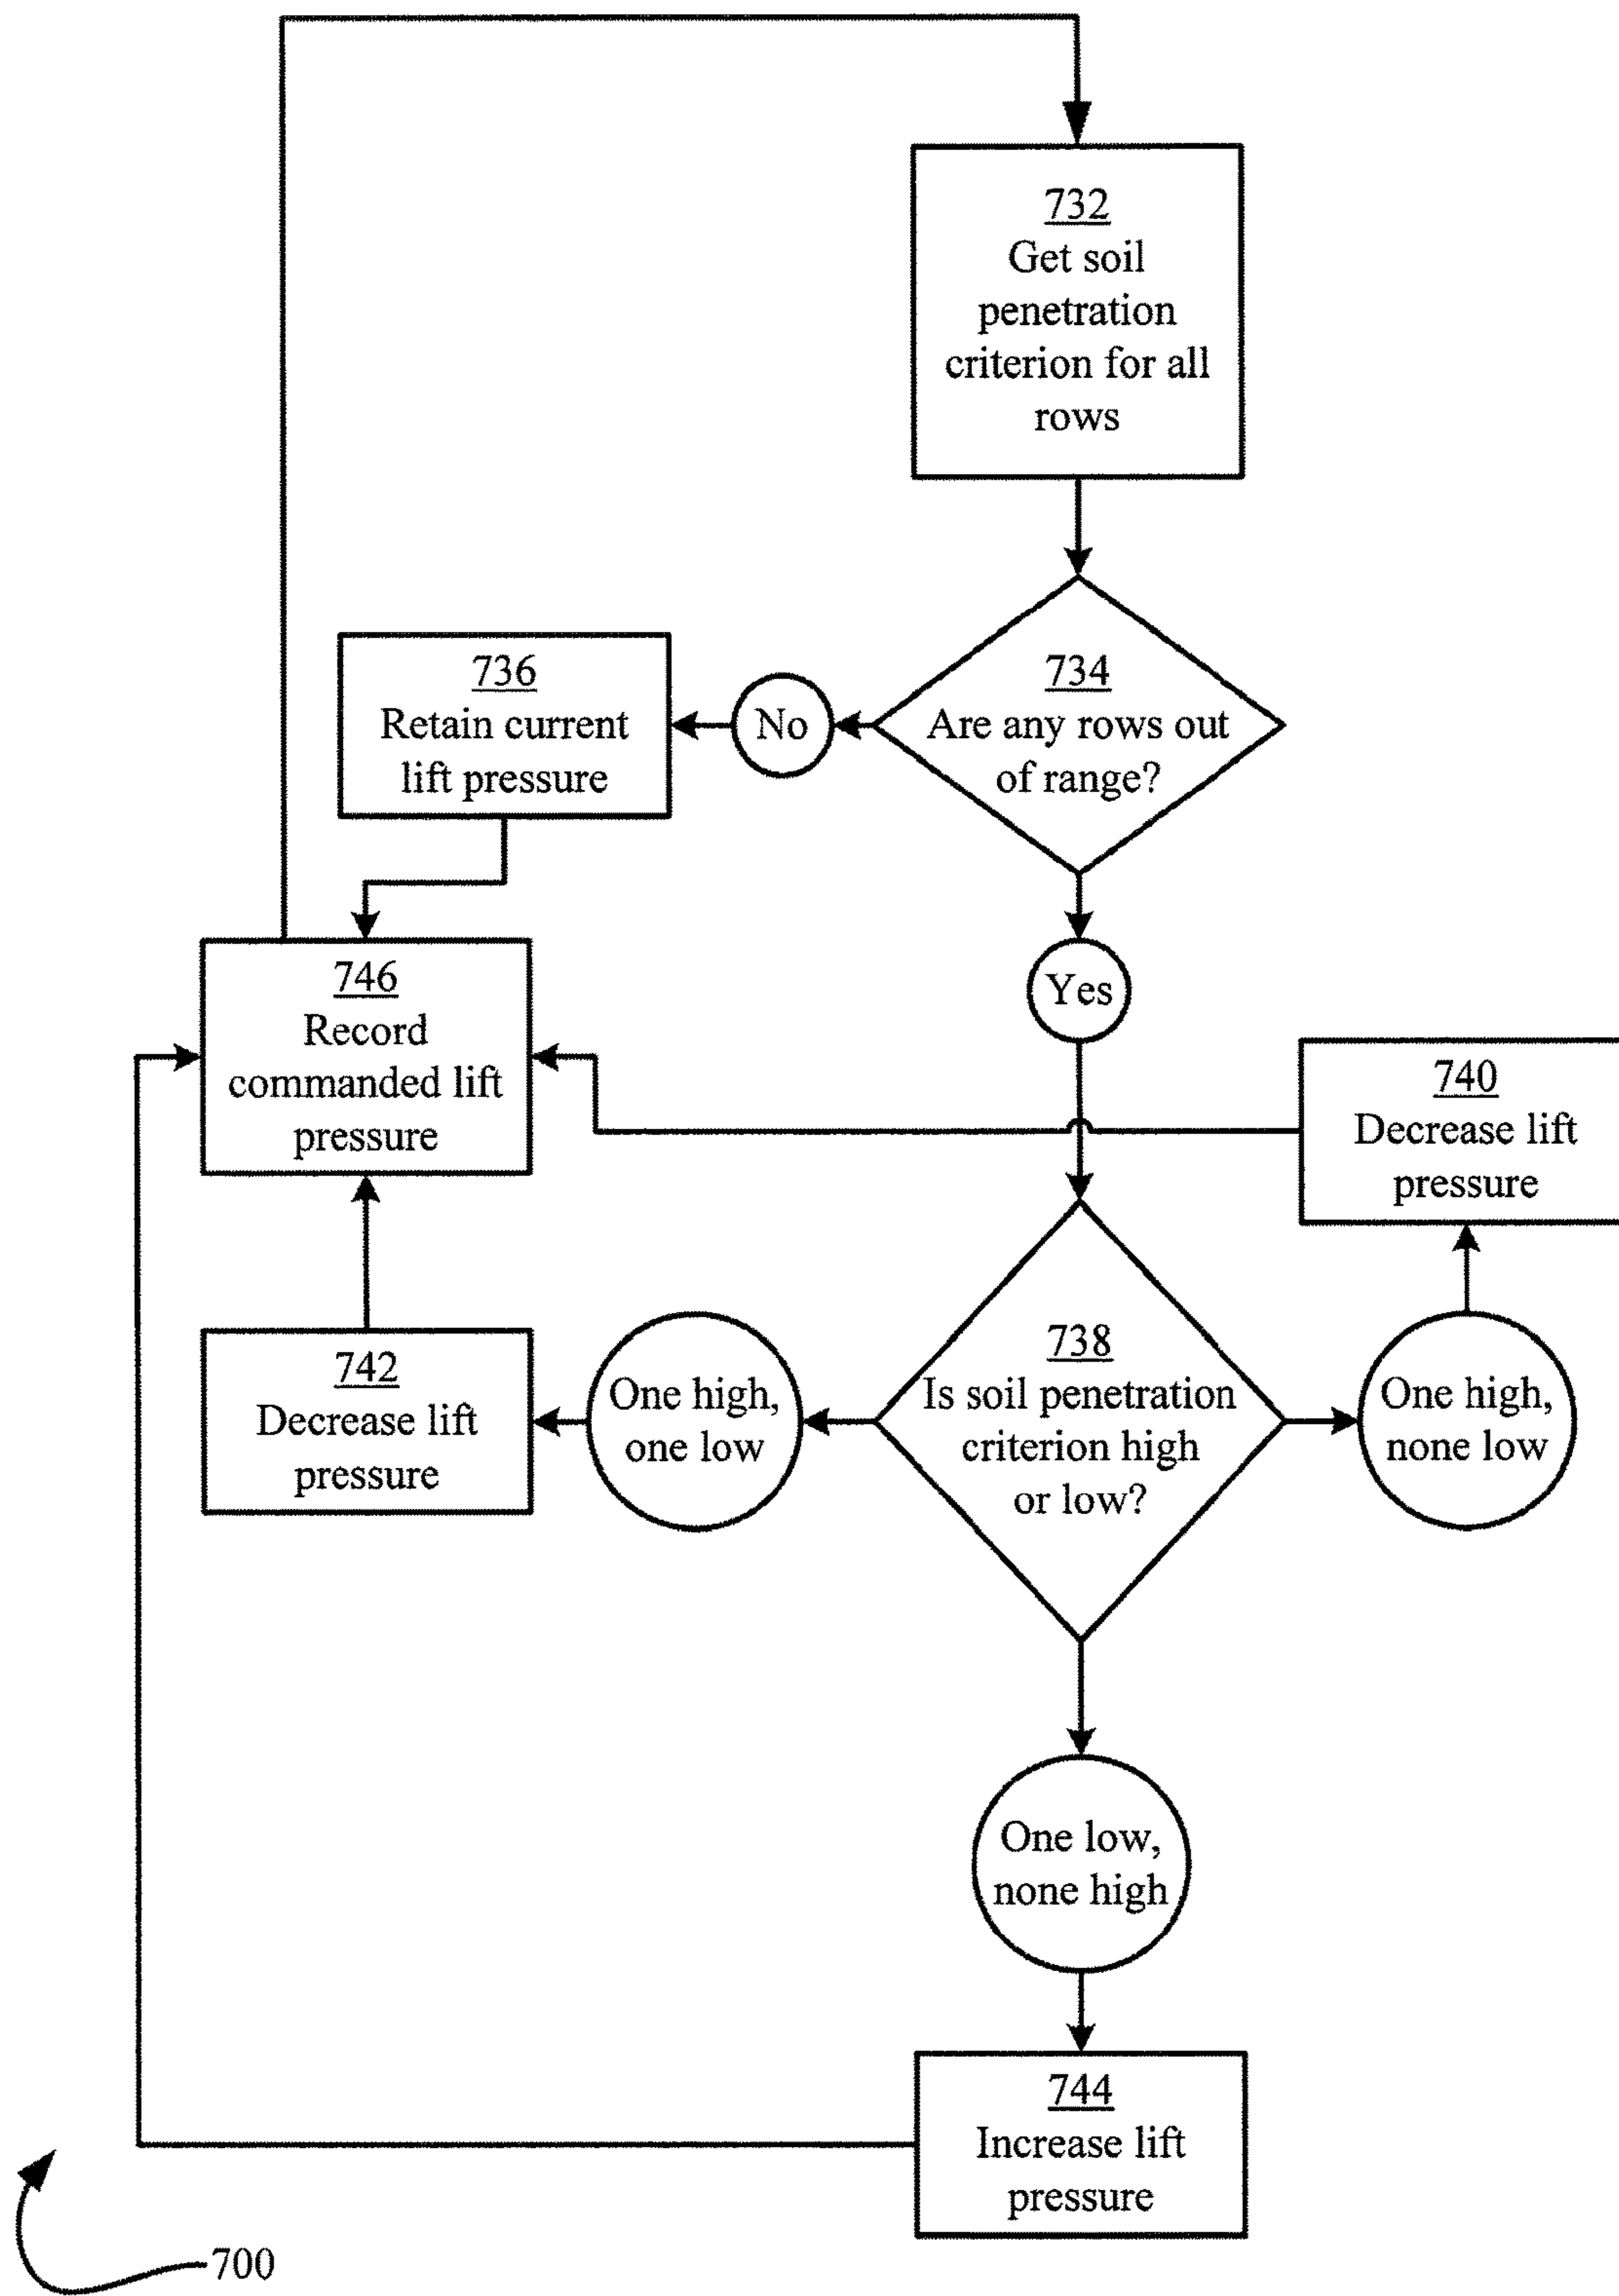 732
Get soil
penetration
criterion for all
rows
734
Are any rows out
of range?
No
736
Retain current
lift pressure
Yes
746
Record
commanded lift
pressure
740
Decrease lift
pressure
738
Is soil penetration
criterion high
or low?
One high,
one low
742
Decrease lift
pressure
One high,
none low
One low,
none high
744
Increase lift
pressure
700